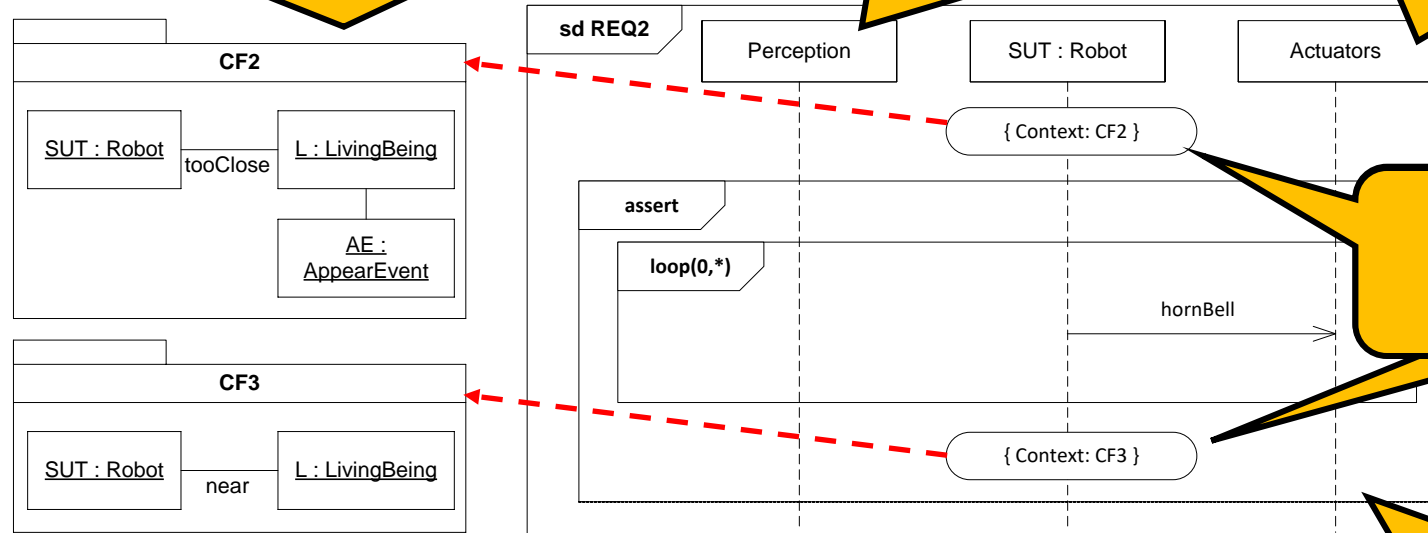 CF2
SUT : Robot
tooClose
L : LivingBeing
AE :
AppearEvent
CF3
SUT : Robot
near
L : LivingBeing
sd REQ2
Perception
SUT : Robot
Actuators
{ Context: CF2 }
assert
loop(0,*)
hornBell
{ Context: CF3 }